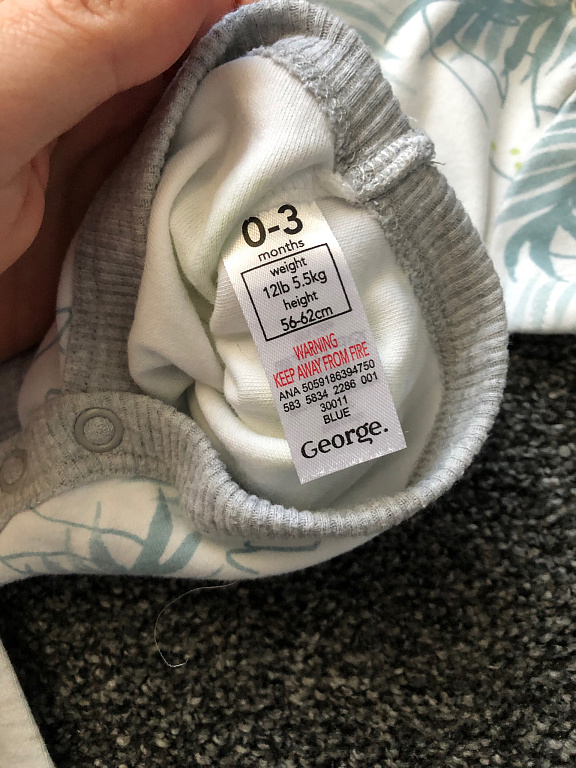 0-3
months
weight
12lb 5.5kg
height
56-62cm
WARNING
KEEP AWAY FROM FIRE
ANA 5059186394750
583 5834 2286 001
30011
BLUE
George.